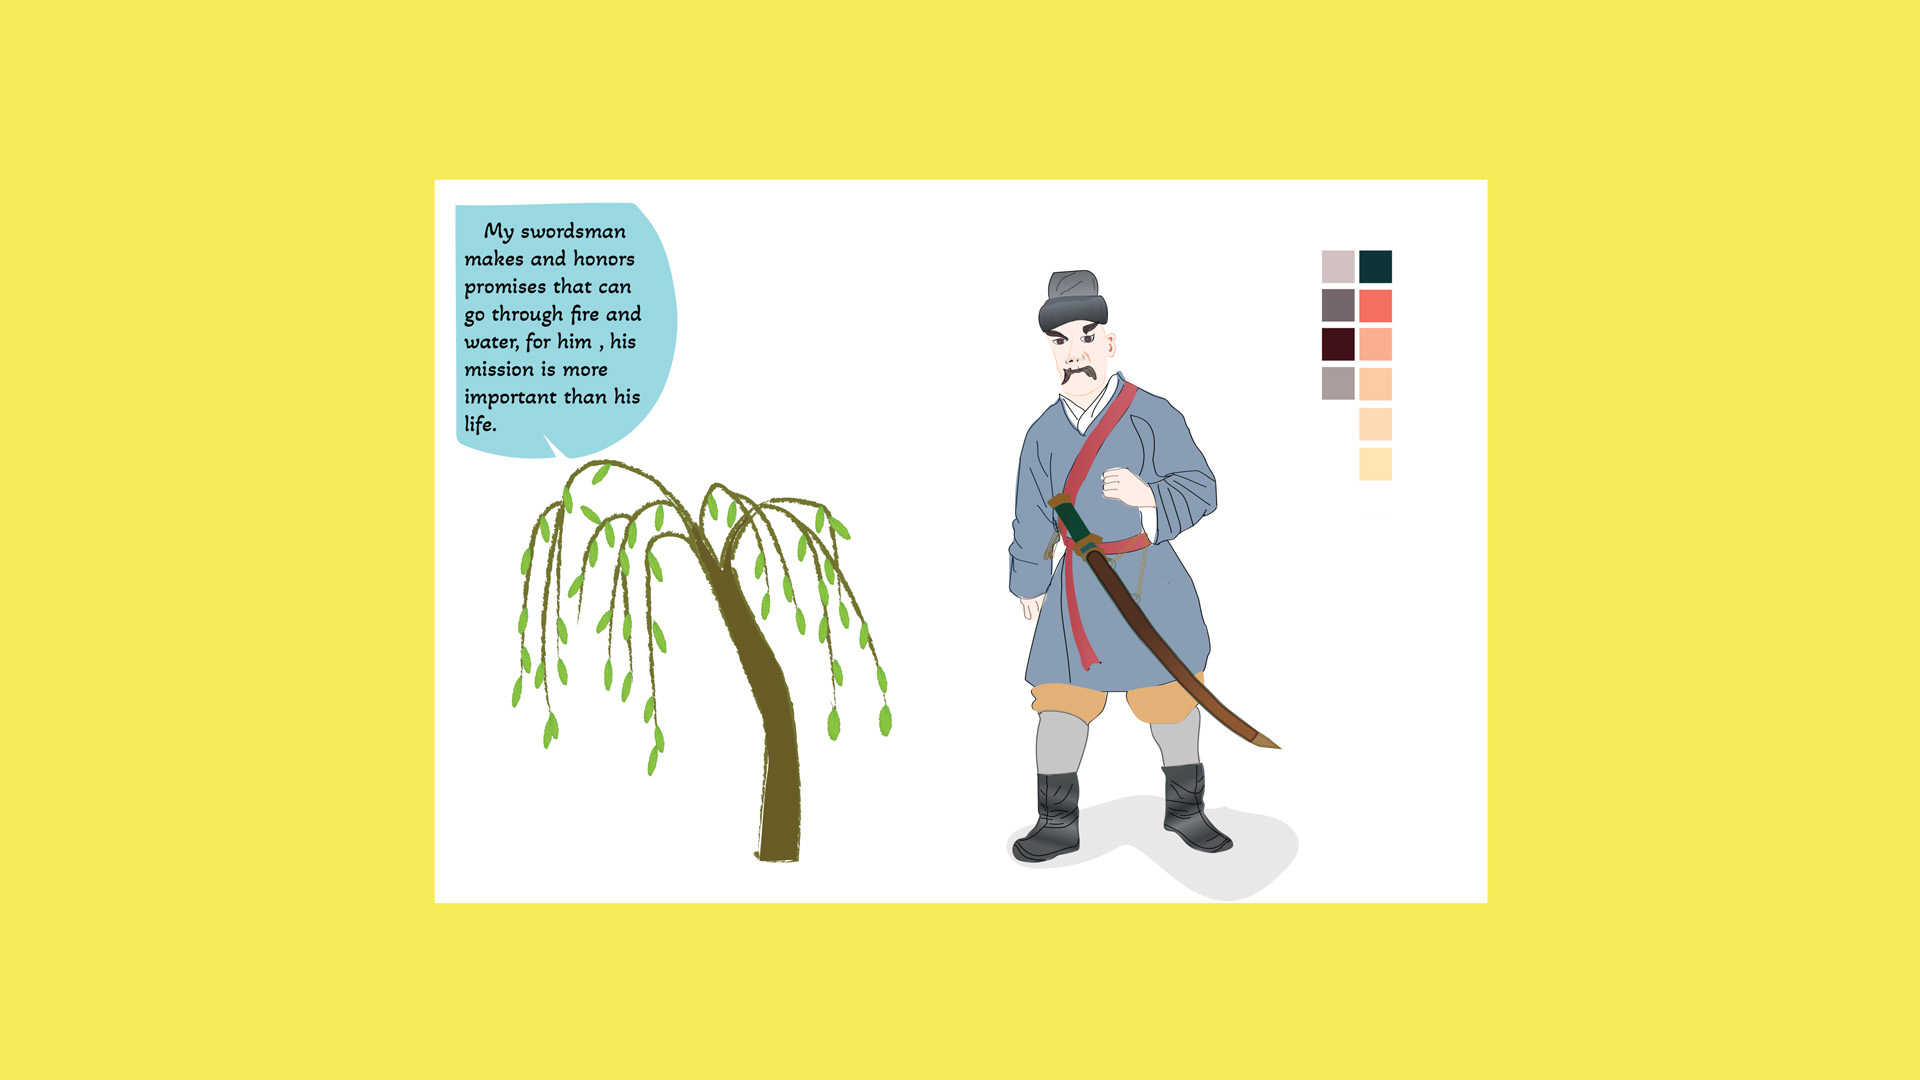 My swordsman
makes and honors
promises that can
go through fire and
water, for him , his
mission is more
important than his
life.